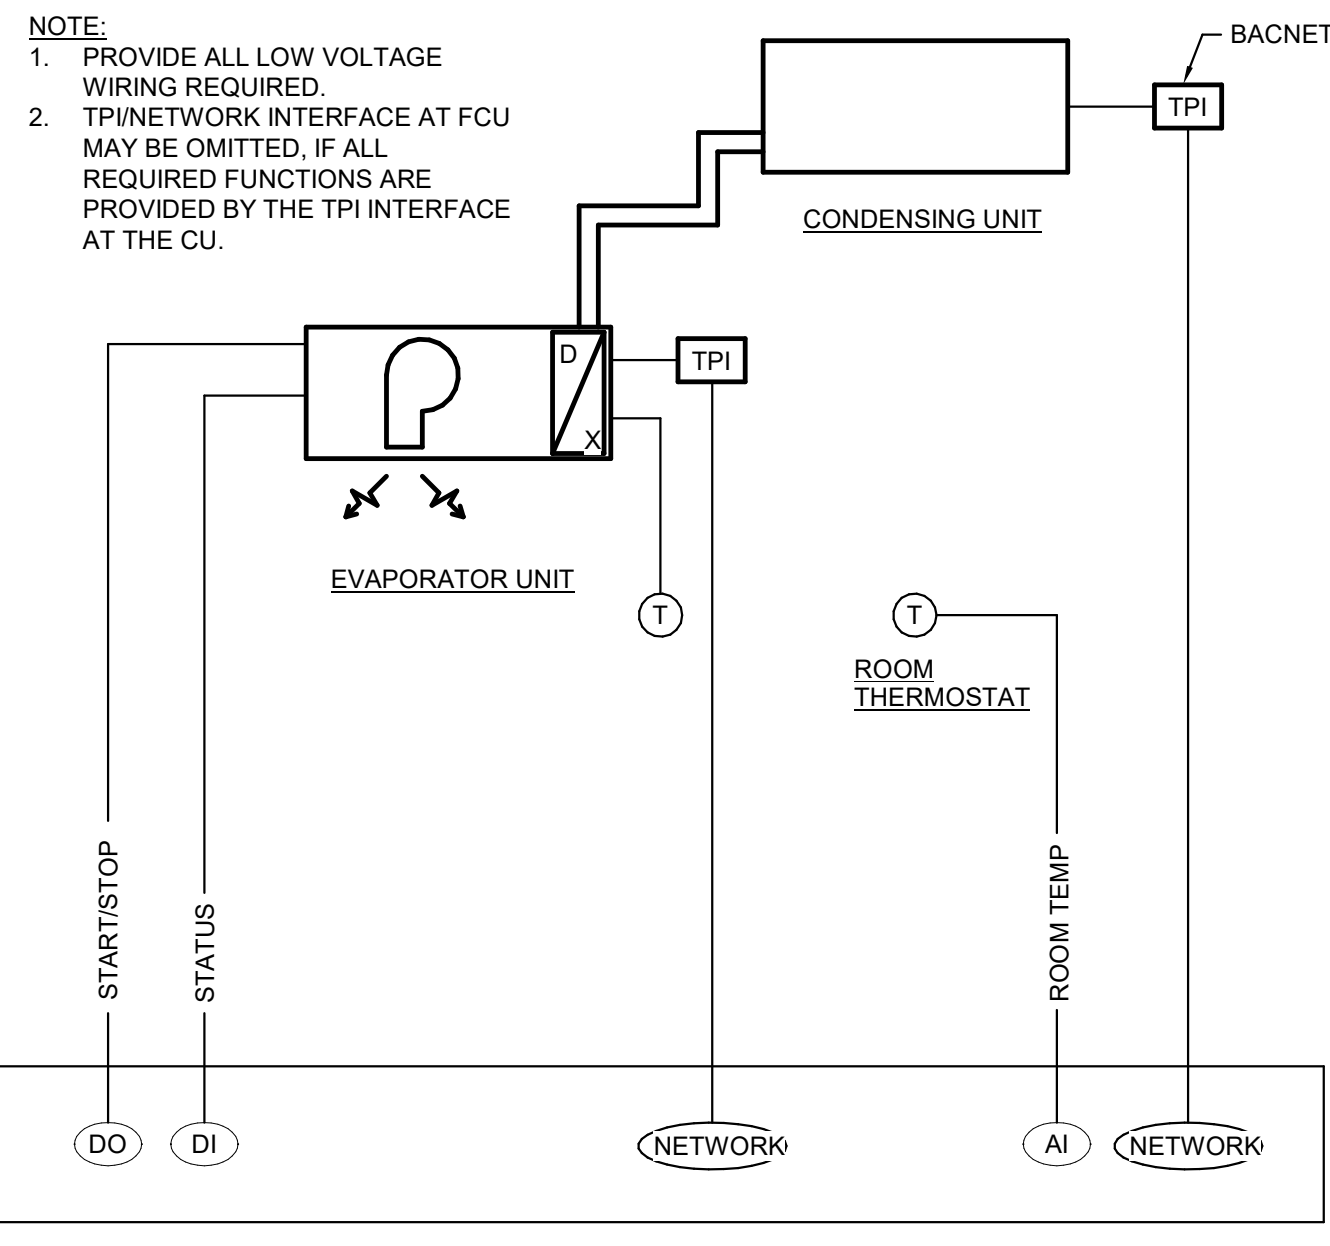 NOTE:
1. PROVIDE ALL LOW VOLTAGE
WIRING REQUIRED.
2. TPI/NETWORK INTERFACE AT FCU
MAY BE OMITTED, IF ALL
REQUIRED FUNCTIONS ARE
PROVIDED BY THE TPI INTERFACE
AT THE CU.
BACNET
TPI
CONDENSING UNIT
D
X
TPI
EVAPORATOR UNIT
T
T
ROOM
THERMOSTAT
START/STOP
STATUS
ROOM TEMP
DO
DI
NETWORK
AI
NETWORK